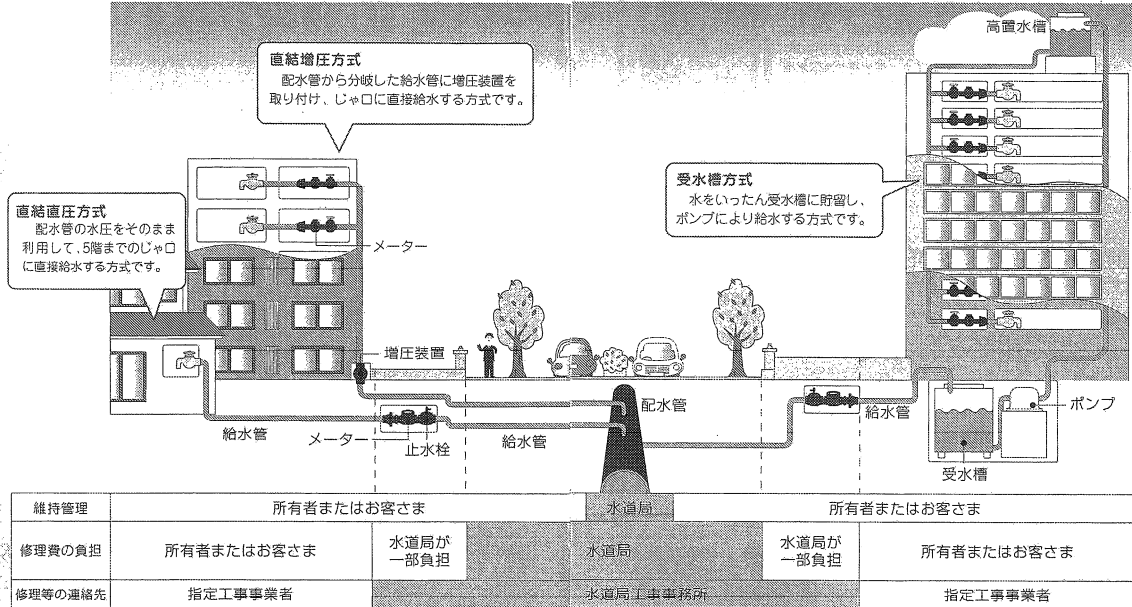 高置水槽
直結増圧方式
配水管から分岐した給水管に増圧装置を
取り付け、じゃ口に直接給水する方式です。
受水槽方式
水をいったん受水槽に貯留し、
ポンプにより給水する方式です。
直結直圧方式
配水管の水圧をそのまま
利用して、5階までのじゃ口
に直接給水する方式です。
メーター
増圧装置
配水管
給水管
ポンプ
給水管
メーター
止水栓
給水管
受水槽
維持管理 所有者またはお客さま 水道局 所有者またはお客さま
修理費の負担 所有者またはお客さま 水道局が
一部負担 水道局 水道局が
一部負担 所有者またはお客さま
修理等の連絡先 指定工事事業者 水道局工事事務所 指定工事事業者